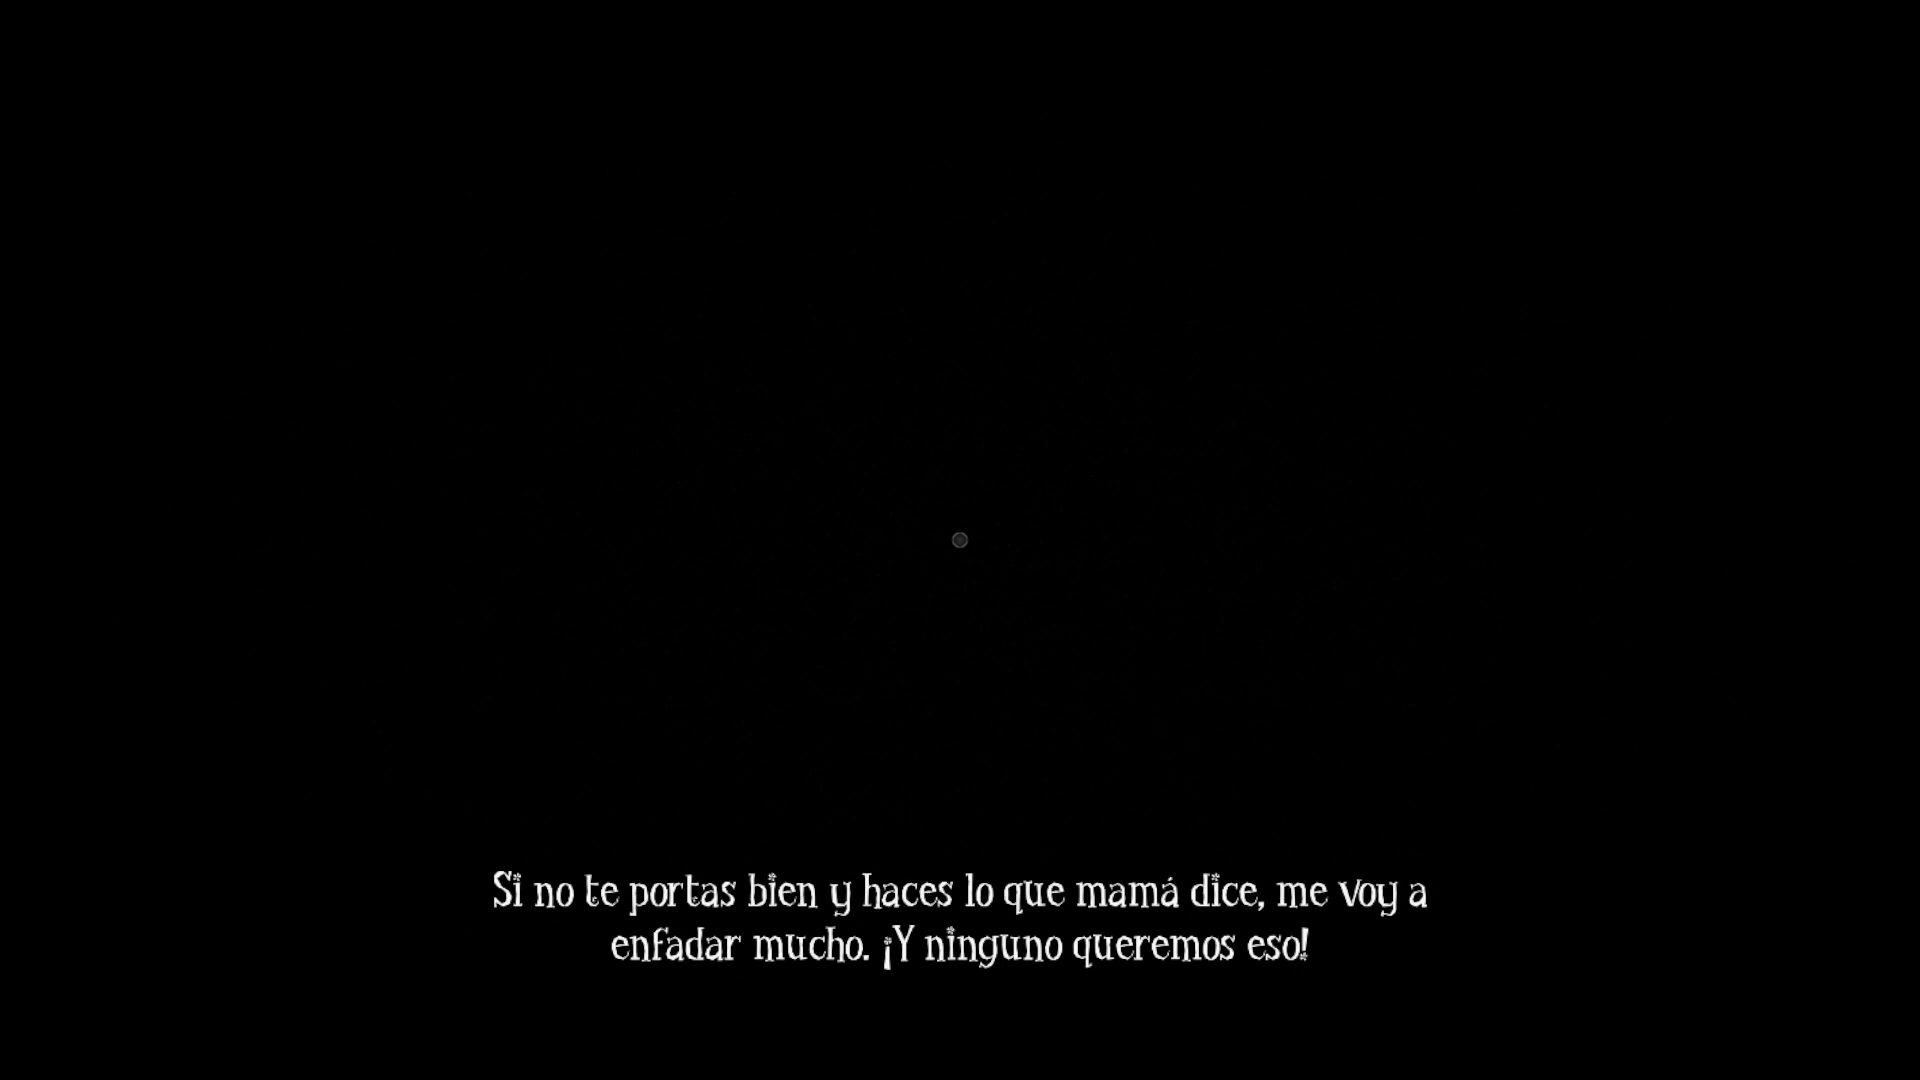 Si no te portas bien y haces lo que mamá dice, me voy a
enfadar mucho. ¡Y ninguno queremos eso!